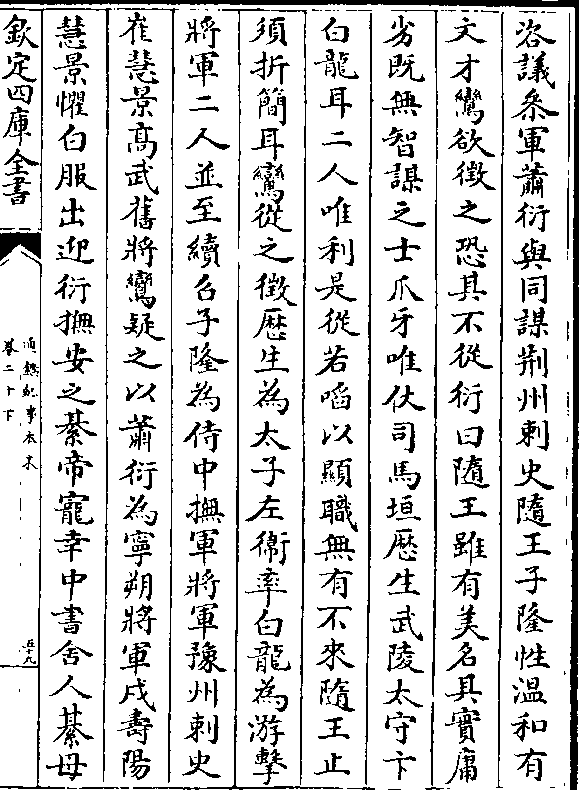 咨議叅軍蕭衍與同謀荆州刺史隨王子隆性溫和有
文才鸞欲徵之恐其不從衍曰隨王雖有美名其實庸
劣既無智謀之士爪牙唯仗司馬垣歷生武陵太守卞
白龍耳二人唯利是從若啗以顯職無有不來隨王止
須折簡耳鸞從之徵歷生為太子左衛率白龍為游擊
將軍二人並至續召子隆為侍中撫軍將軍豫州刺史
崔慧景髙武舊將鸞疑之以蕭衍為寧朔將軍戍壽陽
慧景懼白服出迎衍撫安之綦帝寵幸中書舍人綦母
欽定四庫全書
通鑑紀事本末
卷二十下
五十九